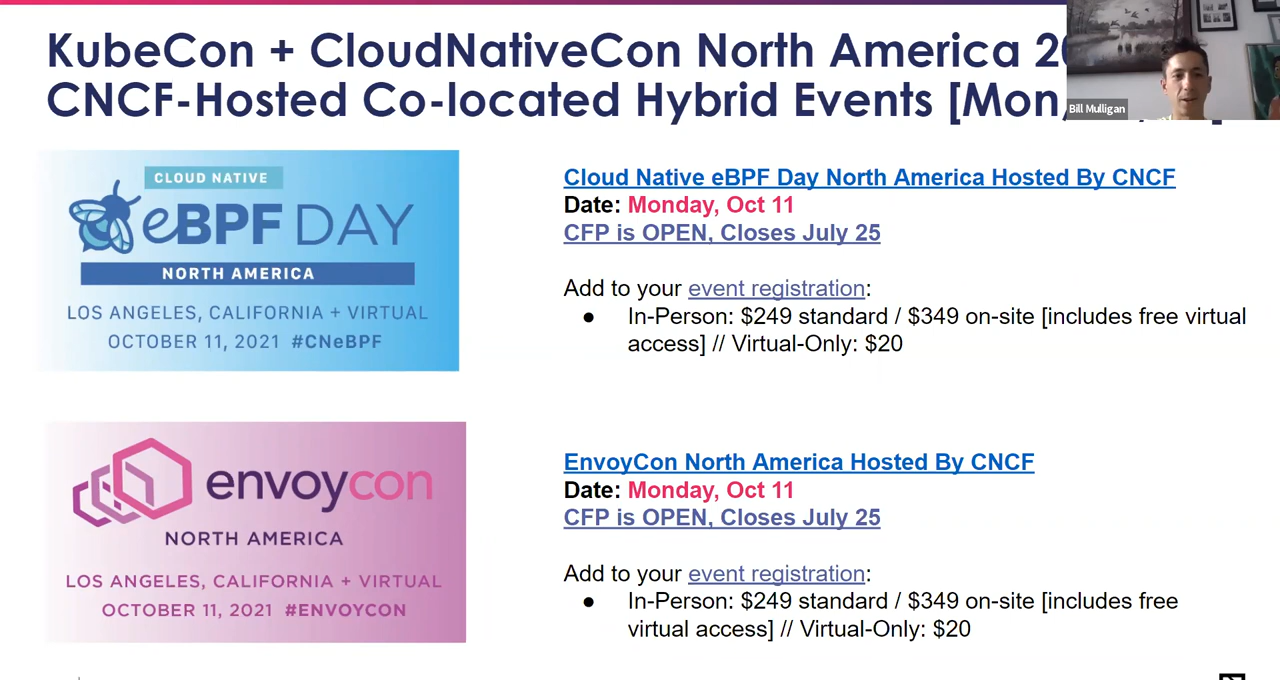 KubeCon + CloudNativeCon North America
CNCF-Hosted Co-located Hybrid Events [Mon,
Bill Mulligan
CLOUD NATIVE
eBPF DAY
NORTH AMERICA
LOS ANGELES, CALIFORNIA + VIRTUAL
OCTOBER 11, 2021 #CNeBPF
Cloud Native eBPF Day North America Hosted By CNCF
Date: Monday, Oct 11
CFP is OPEN, Closes July 25
Add to your event registration:
● In-Person: $249 standard / $349 on-site [includes free virtual
access] // Virtual-Only: $20
envoycon
NORTH AMERICA
LOS ANGELES, CALIFORNIA + VIRTUAL
OCTOBER 11, 2021 #ENVOYCON
EnvoyCon North America Hosted By CNCF
Date: Monday, Oct 11
CFP is OPEN, Closes July 25
Add to your event registration:
● In-Person: $249 standard / $349 on-site [includes free
virtual access] // Virtual-Only: $20